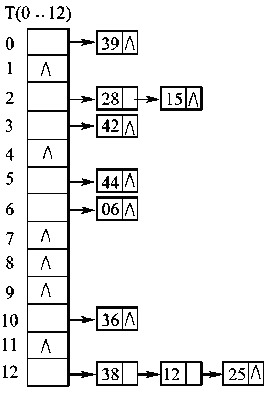 T(0 ‥ 12)
0 39 ∧
1 ∧
2 28 15 ∧
3 42 ∧
4 ∧
5 44 ∧
6 06 ∧
7 ∧
8 ∧
9 ∧
10 36 ∧
11 ∧
12 38 12 25 ∧